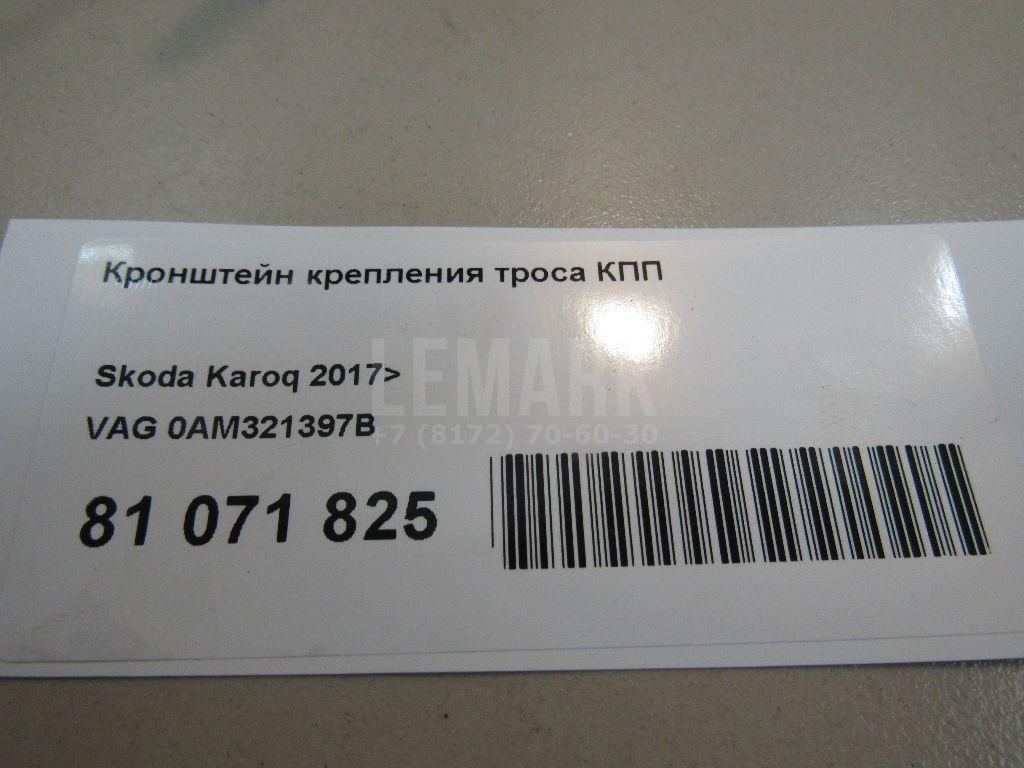 Кронштейн крепления троса КПП
Skoda Karoq 2017>
LEMARK
VAG 0AM321397B
+7 (8172) 70-60-30
81 071 825